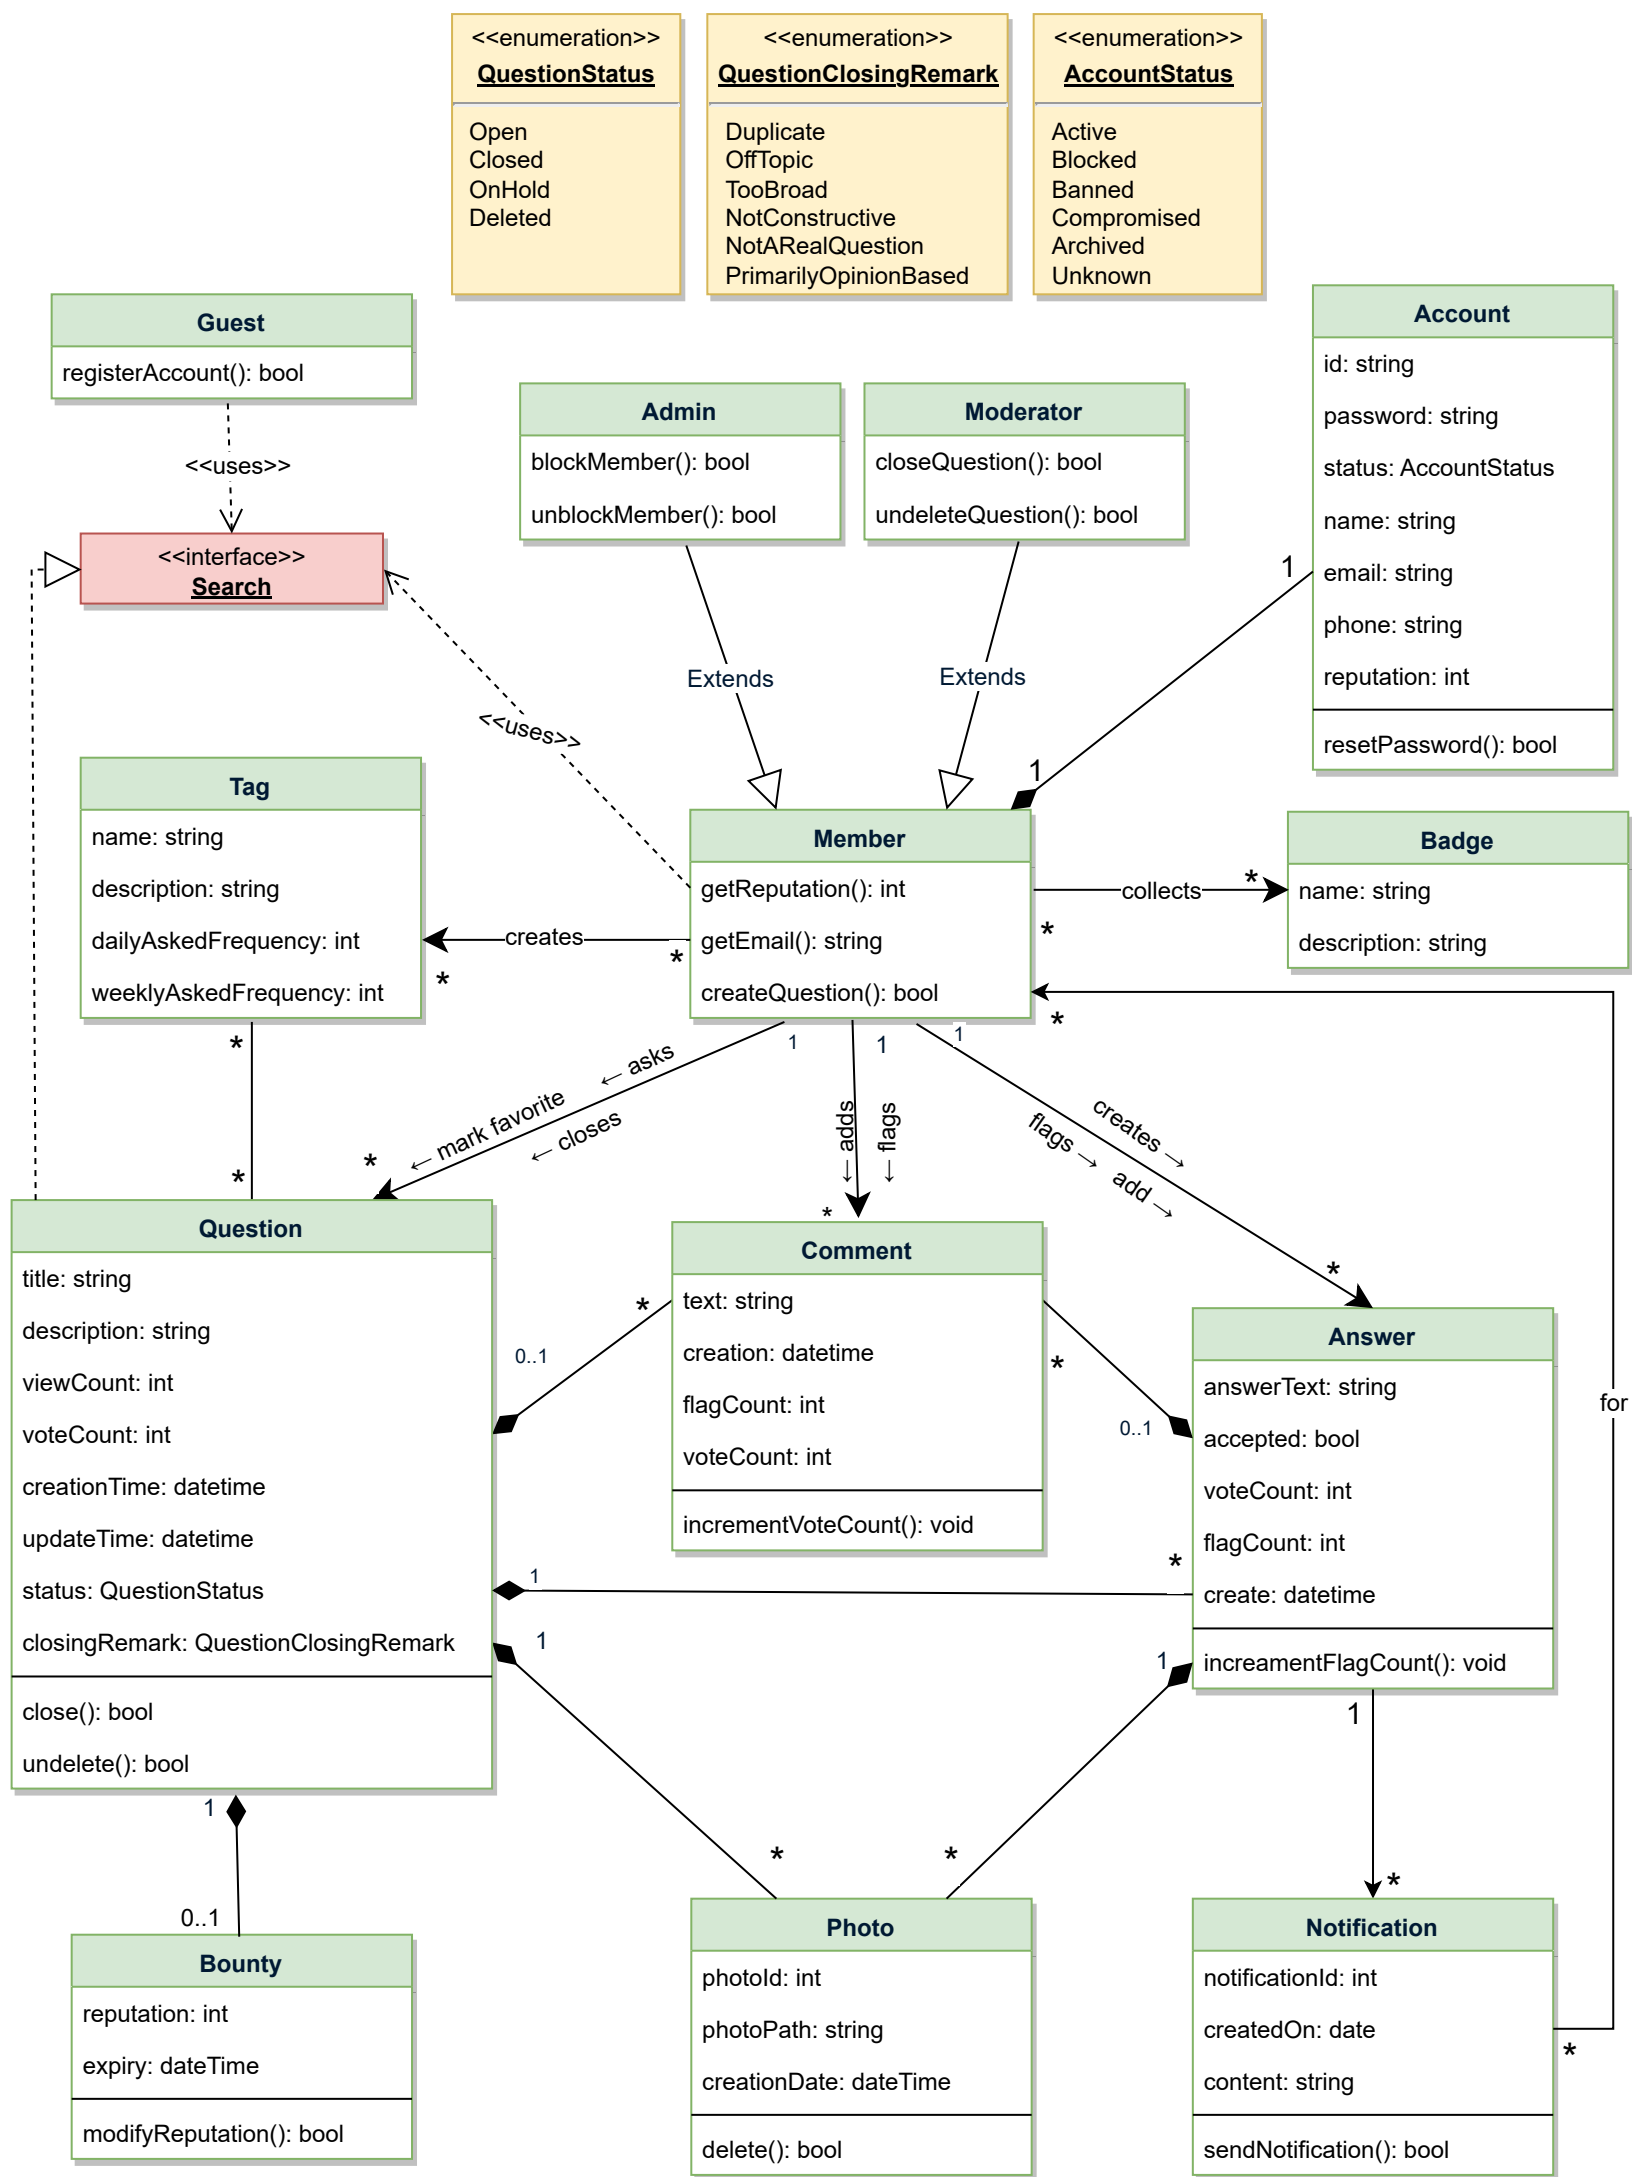 <<enumeration>>
QuestionStatus
Open
Closed
OnHold
Deleted
<<enumeration>>
QuestionClosingRemark
Duplicate
OffTopic
TooBroad
NotConstructive
NotARealQuestion
PrimarilyOpinionBased
<<enumeration>>
AccountStatus
Active
Blocked
Banned
Compromised
Archived
Unknown
Guest
registerAccount(): bool
<<uses>>
<<interface>>
Search
Admin
blockMember(): bool
unblockMember(): bool
Moderator
closeQuestion(): bool
undeleteQuestion(): bool
Account
id: string
password: string
status: AccountStatus
name: string
email: string
phone: string
reputation: int
resetPassword(): bool
1
1
Extends
Extends
<<uses>>
Tag
name: string
description: string
dailyAskedFrequency: int
weeklyAskedFrequency: int
creates
*
*
Member
getReputation(): int
getEmail(): string
createQuestion(): bool
collects
*
*
Badge
name: string
description: string
*
*
*
1
← asks
← mark favorite
← closes
*
1
← adds
← flags
*
1
creates →
flags →
add →
*
Question
title: string
description: string
viewCount: int
voteCount: int
creationTime: datetime
updateTime: datetime
status: QuestionStatus
closingRemark: QuestionClosingRemark
close(): bool
undelete(): bool
*
0..1
Comment
text: string
creation: datetime
flagCount: int
voteCount: int
incrementVoteCount(): void
*
0..1
Answer
answerText: string
accepted: bool
voteCount: int
flagCount: int
create: datetime
increamentFlagCount(): void
for
1
*
1
*
1
*
1
*
1
0..1
Bounty
reputation: int
expiry: dateTime
modifyReputation(): bool
Photo
photoId: int
photoPath: string
creationDate: dateTime
delete(): bool
Notification
notificationId: int
createdOn: date
content: string
sendNotification(): bool
*